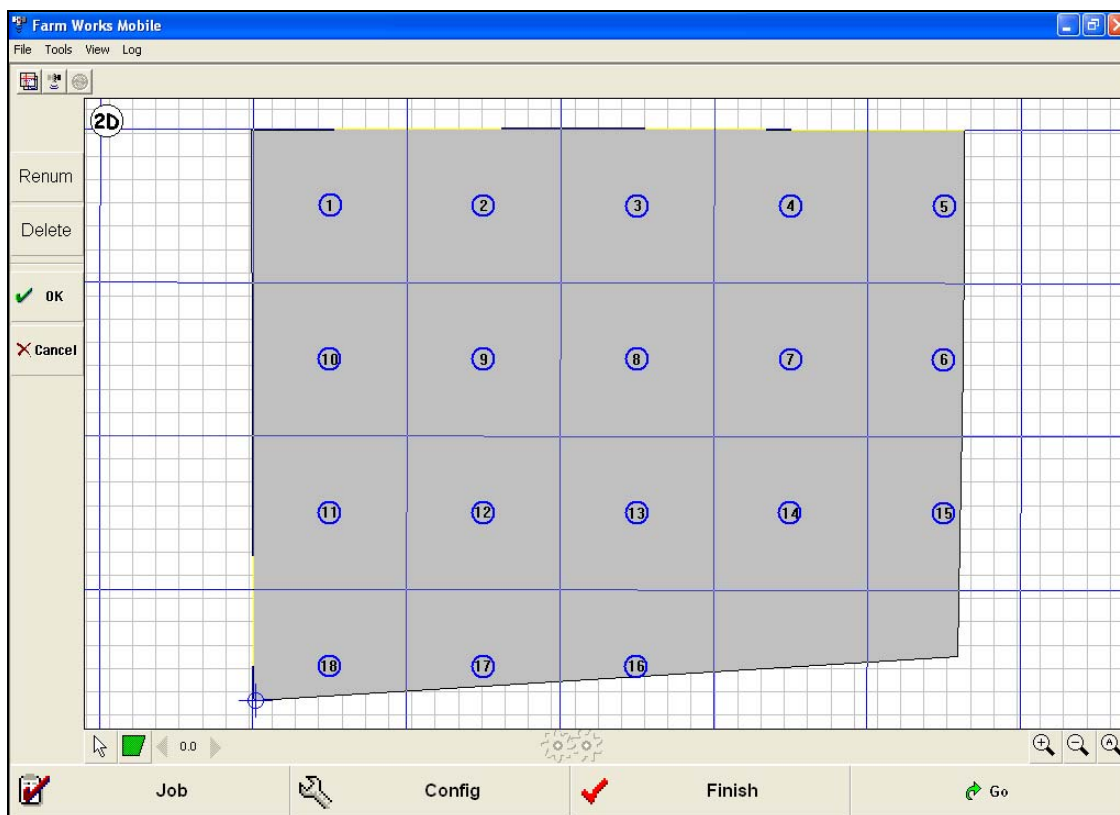 Farm Works Mobile
File Tools View Log
2D
Renum
Delete
OK
Cancel
1 2 3 4 5
10 9 8 7 6
11 12 13 14 15
18 17 16
0.0
A
Job Config Finish Go